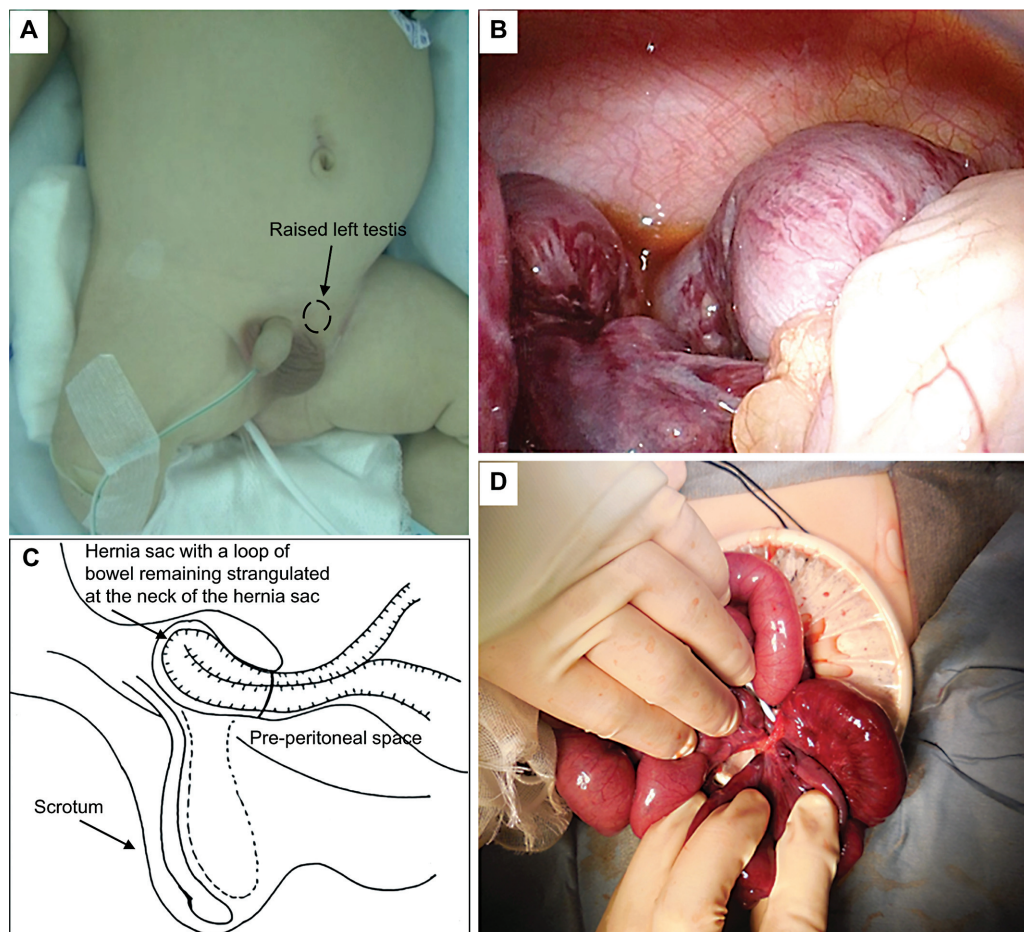 A
Raised left testis
B
C
Hernia sac with a loop of
bowel remaining strangulated
at the neck of the hernia sac
Pre-peritoneal space
Scrotum
D